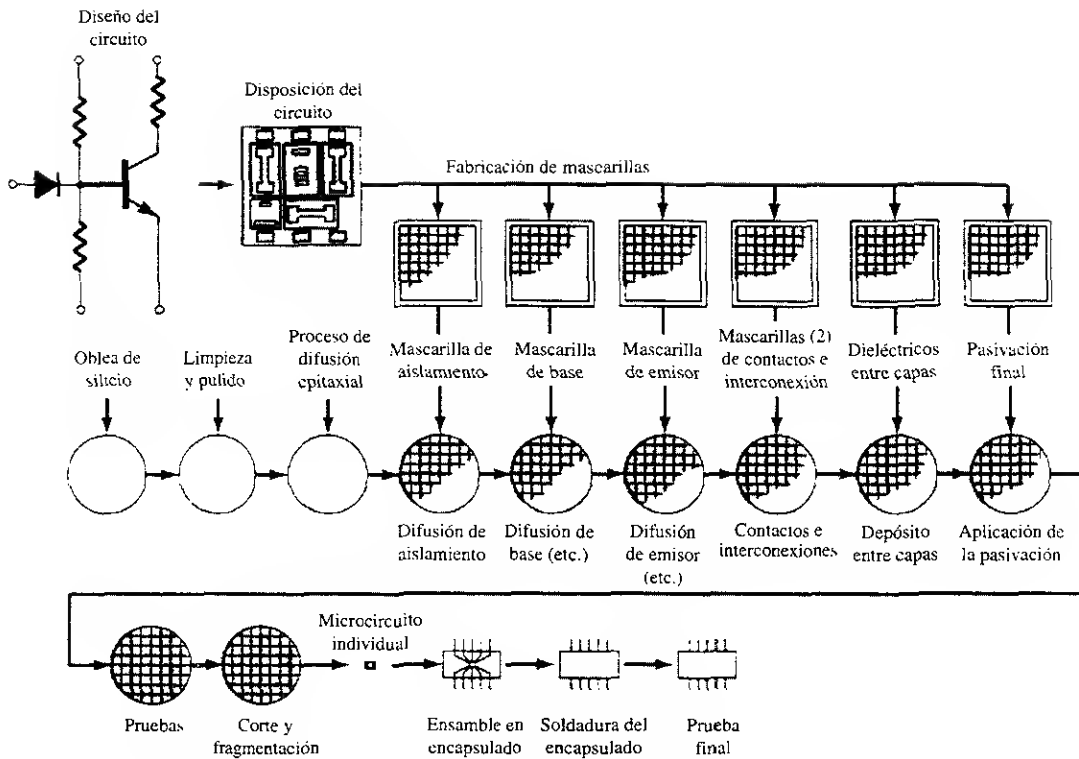 Diseño del
circuito
Disposición del
circuito
Fabricación de mascarillas
Oblea de
silicio
Limpieza
y pulido
Proceso de
difusión
epitaxial
Mascarilla de
aislamiento
Mascarilla
de base
Mascarilla
de emisor
Mascarillas (2)
de contactos e
interconexión
Dieléctricos
entre capas
Pasivación
final
Difusión de
aislamiento
Difusión de
base (etc.)
Difusión
de emisor
(etc.)
Contactos e
interconexiones
Depósito
entre capas
Aplicación de
la pasivación
Pruebas
Corte y
fragmentación
Microcircuito
individual
Ensamble en
encapsulado
Soldadura del
encapsulado
Prueba
final